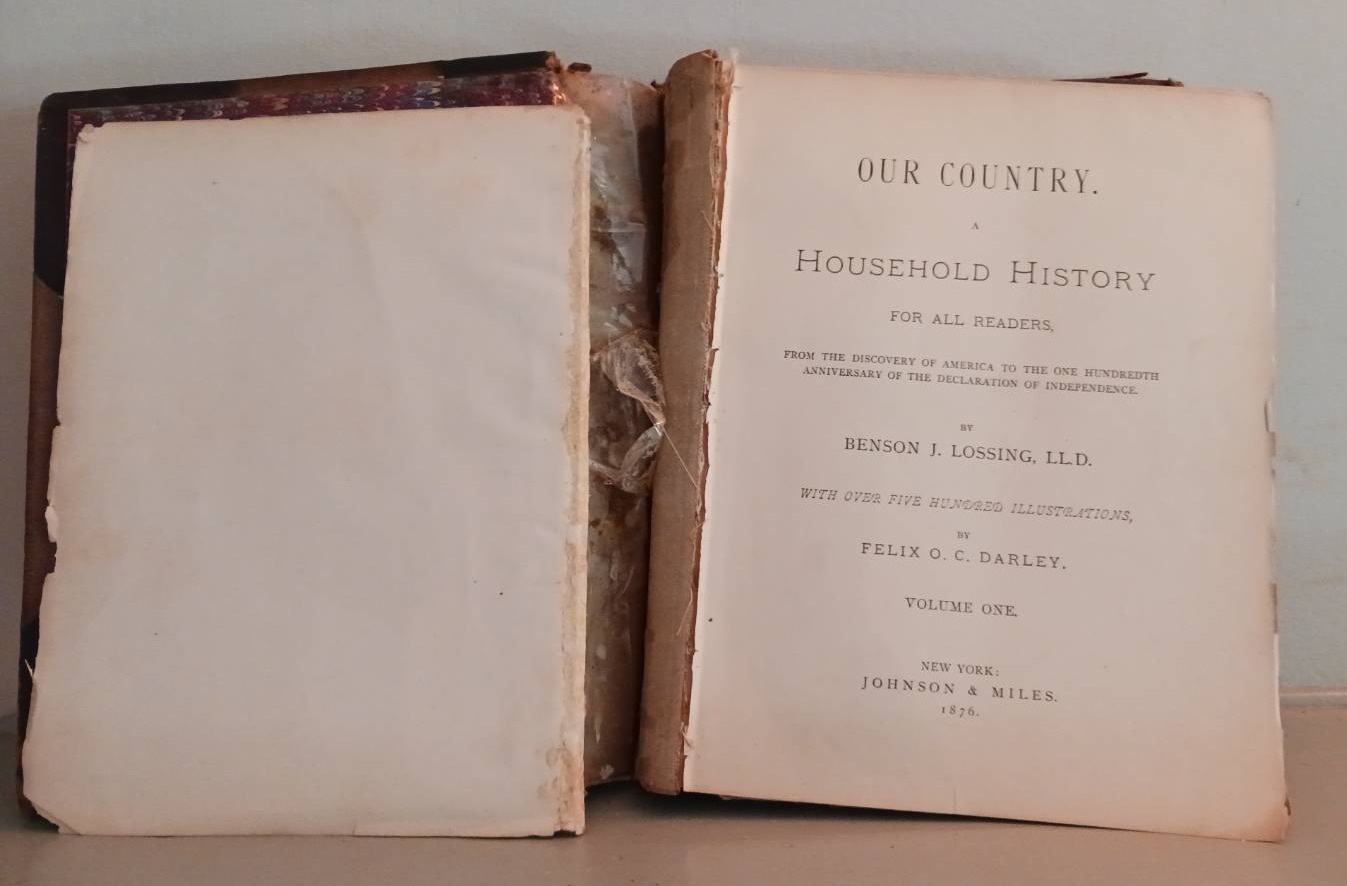 OUR COUNTRY.
A
HOUSEHOLD HISTORY
FOR ALL READERS,
FROM THE DISCOVERY OF AMERICA TO THE ONE HUNDREDTH
ANNIVERSARY OF THE DECLARATION OF INDEPENDENCE.
BY
BENSON J. LOSSING, LL.D.
WITH OVER FIVE HUNDRED ILLUSTRATIONS,
BY
FELIX O. C. DARLEY.
VOLUME ONE.
NEW YORK:
JOHNSON & MILES.
1876.